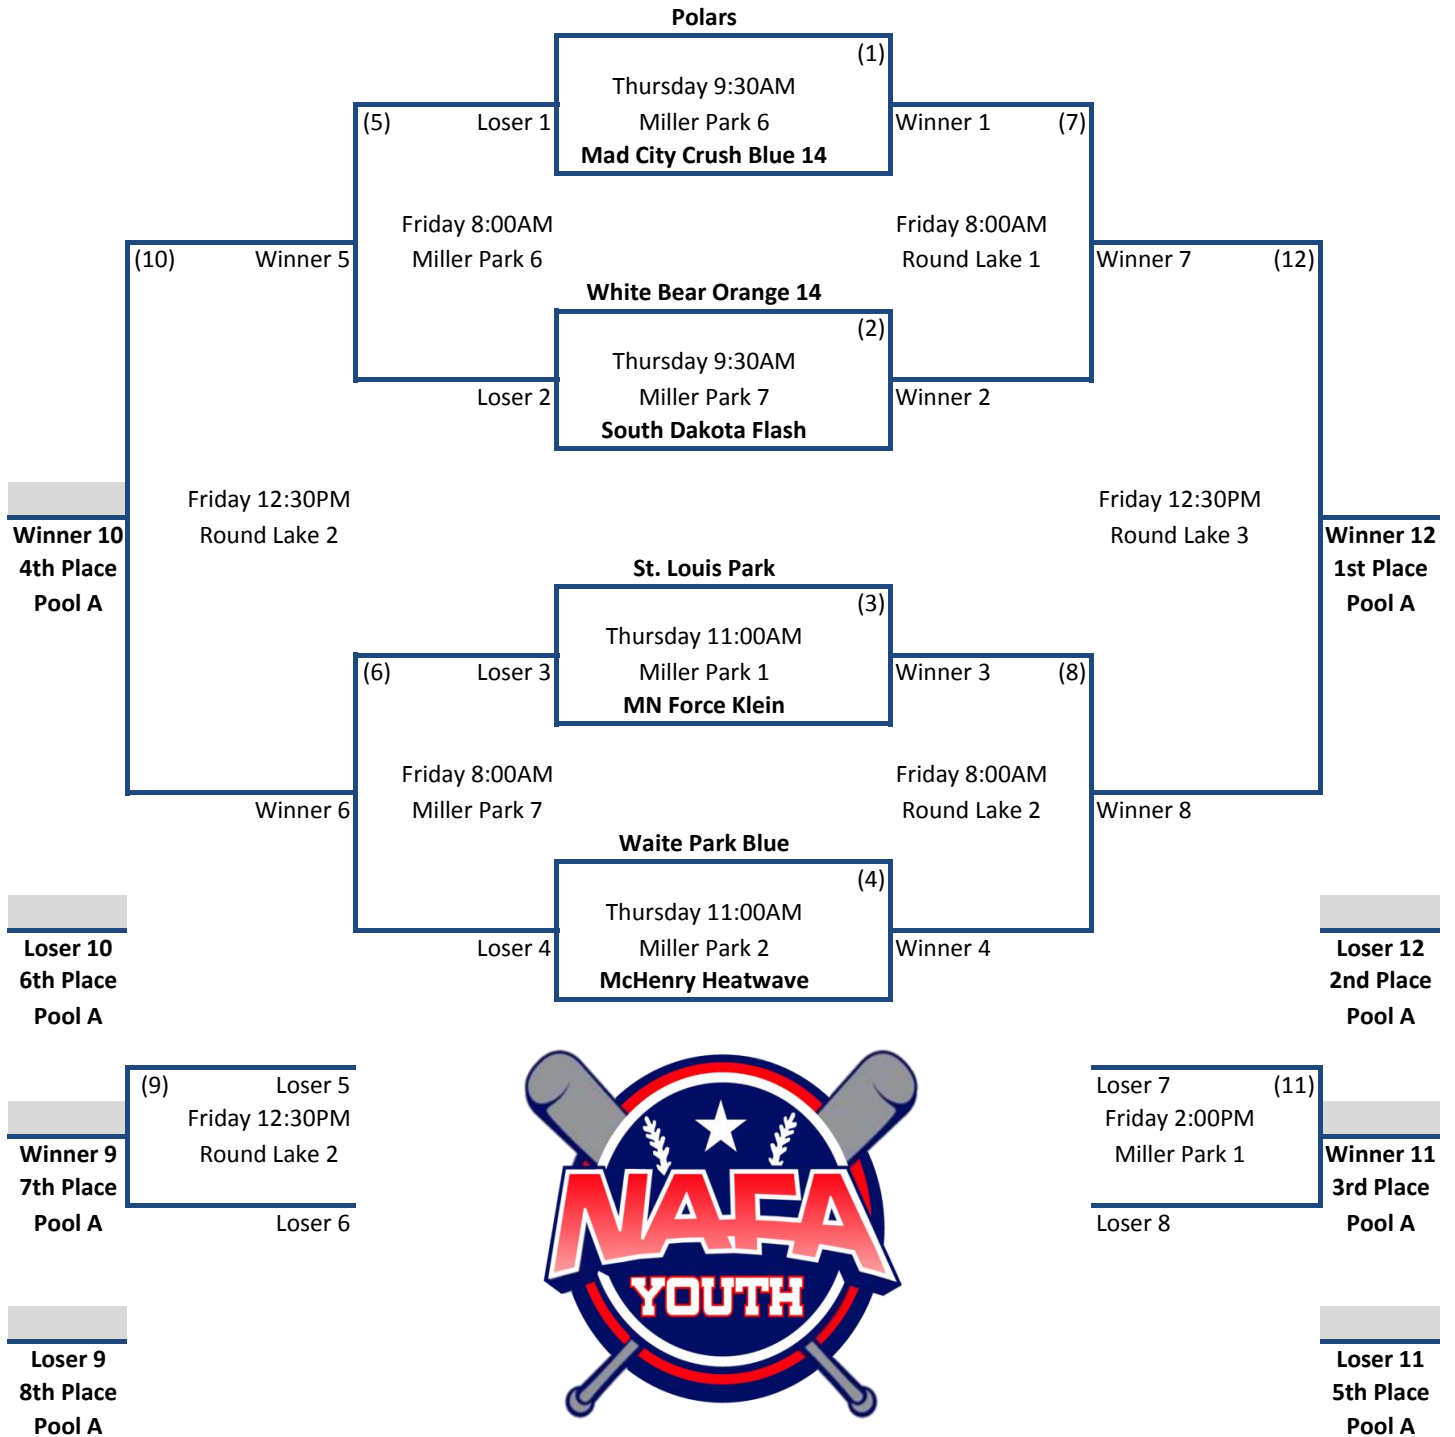 Polars
(1)
Thursday 9:30AM
(5) Loser 1 Miller Park 6 Winner 1 (7)
Mad City Crush Blue 14
Friday 8:00AM Friday 8:00AM
(10) Winner 5 Miller Park 6 Round Lake 1 Winner 7 (12)
White Bear Orange 14
(2)
Thursday 9:30AM
Loser 2 Miller Park 7 Winner 2
South Dakota Flash
Friday 12:30PM Friday 12:30PM
Winner 10 Round Lake 2 Round Lake 3 Winner 12
4th Place St. Louis Park 1st Place
Pool A (3) Pool A
Thursday 11:00AM
(6) Loser 3 Miller Park 1 Winner 3 (8)
MN Force Klein
Friday 8:00AM Friday 8:00AM
Winner 6 Miller Park 7 Round Lake 2 Winner 8
Waite Park Blue
(4)
Thursday 11:00AM
Loser 10 Loser 4 Miller Park 2 Winner 4 Loser 12
6th Place McHenry Heatwave 2nd Place
Pool A Pool A
(9) Loser 5 Loser 7 (11)
Friday 12:30PM Friday 2:00PM
Winner 9 Round Lake 2 Miller Park 1 Winner 11
7th Place 3rd Place
Pool A Loser 6 Loser 8 Pool A
NAFA
YOUTH
Loser 9 Loser 11
8th Place 5th Place
Pool A Pool A